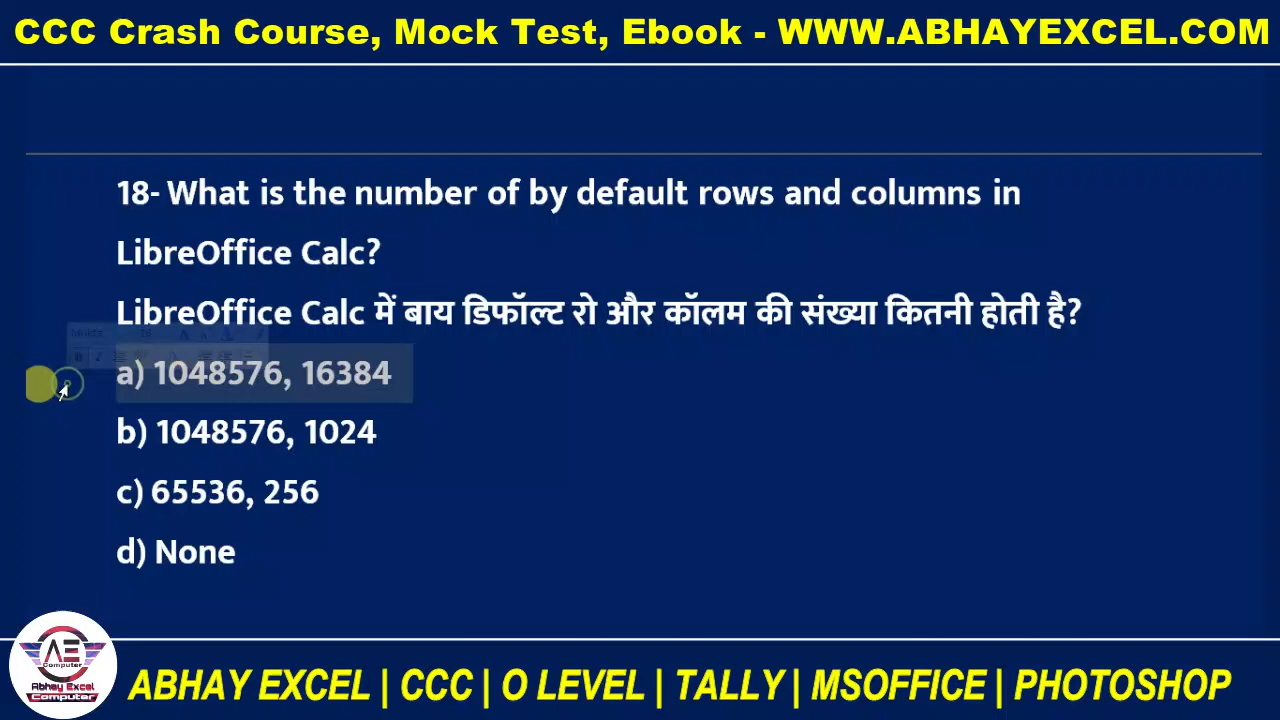 CCC Crash Course, Mock Test, Ebook - WWW.ABHAYEXCEL.COM
18- What is the number of by default rows and columns in
LibreOffice Calc?
LibreOffice Calc में बाय डिफॉल्ट रो और कॉलम की संख्या कितनी होती है?
a) 1048576, 16384
b) 1048576, 1024
c) 65536, 256
d) None
AE
Computer
Abhay Excel
Computer
ABHAY EXCEL | CCC | O LEVEL | TALLY | MSOFFICE | PHOTOSHOP